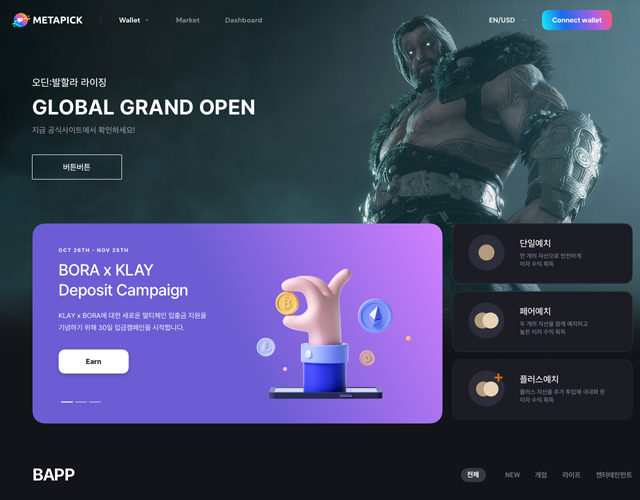 METAPICK
Wallet
Market
Dashboard
EN/USD
Connect wallet
오딘:발할라 라이징
GLOBAL GRAND OPEN
지금 공식사이트에서 확인하세요!
버튼버튼
OCT 26TH - NOV 25TH
BORA x KLAY
Deposit Campaign
KLAY x BORA에 대한 새로운 멀티체인 입출금 지원을
기념하기 위해 30일 입금캠페인을 시작합니다.
Earn
단일예치
한 개의 자산으로 안전하게
이자 수익 획득
페어예치
두 개의 자산을 함께 예치하고
높은 이자 수익 획득
플러스예치
플러스 자산을 추가 투입해 극대화 된
이자 수익 획득
BAPP
전체
NEW
게임
라이프
엔터테인먼트